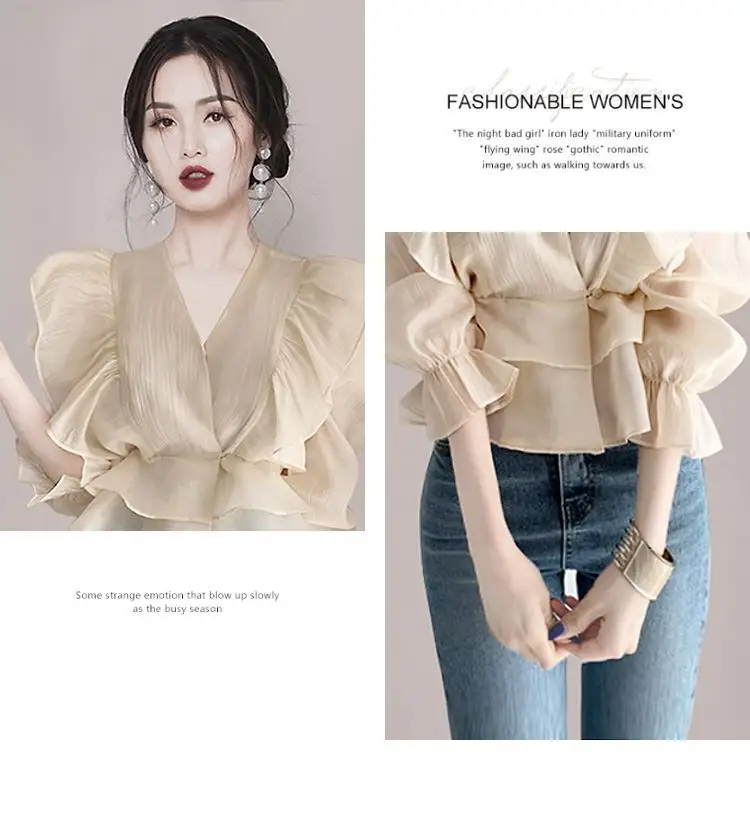 FASHIONABLE WOMEN'S
"The night bad girl" iron lady "military uniform"
"flying wing" rose "gothic" romantic
image, such as walking towards us.
Some strange emotion that blow up slowly
as the busy season